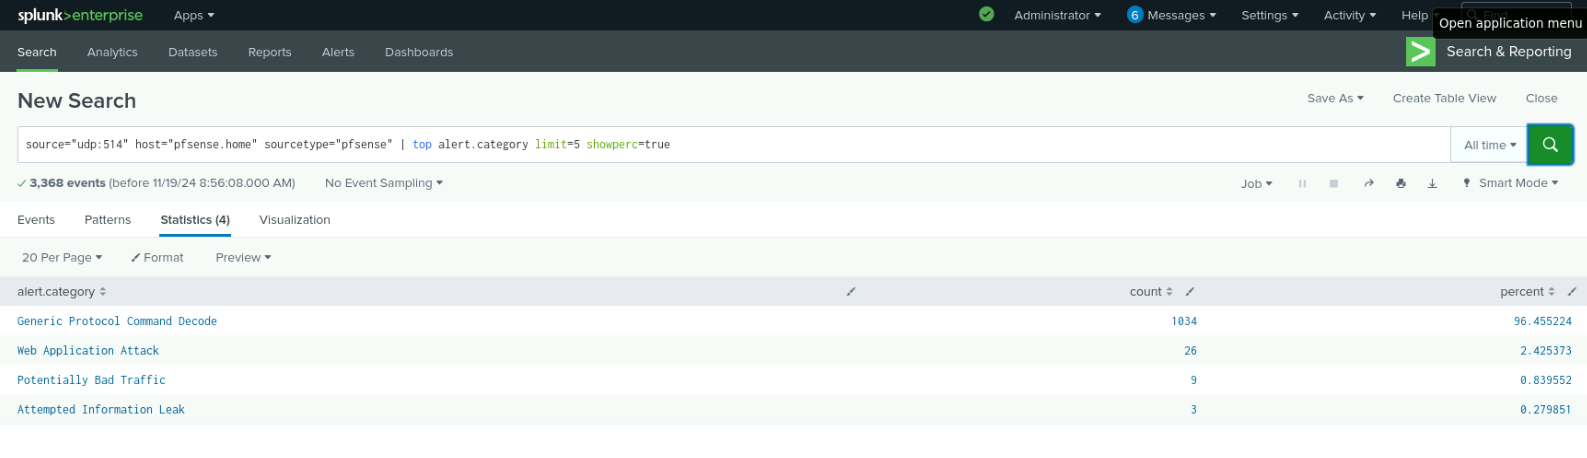 splunk>enterprise Apps Administrator 6 Messages Settings Activity Help Find
Open application menu
Search Analytics Datasets Reports Alerts Dashboards Search & Reporting
New Search Save As Create Table View Close
source="udp:514" host="pfsense.home" sourcetype="pfsense" | top alert.category limit=5 showperc=true All time
3,368 events (before 11/19/24 8:56:08.000 AM) No Event Sampling Job Smart Mode
Events Patterns Statistics (4) Visualization
20 Per Page Format Preview
alert.category count percent
Generic Protocol Command Decode 1034 96.455224
Web Application Attack 26 2.425373
Potentially Bad Traffic 9 0.839552
Attempted Information Leak 3 0.279851